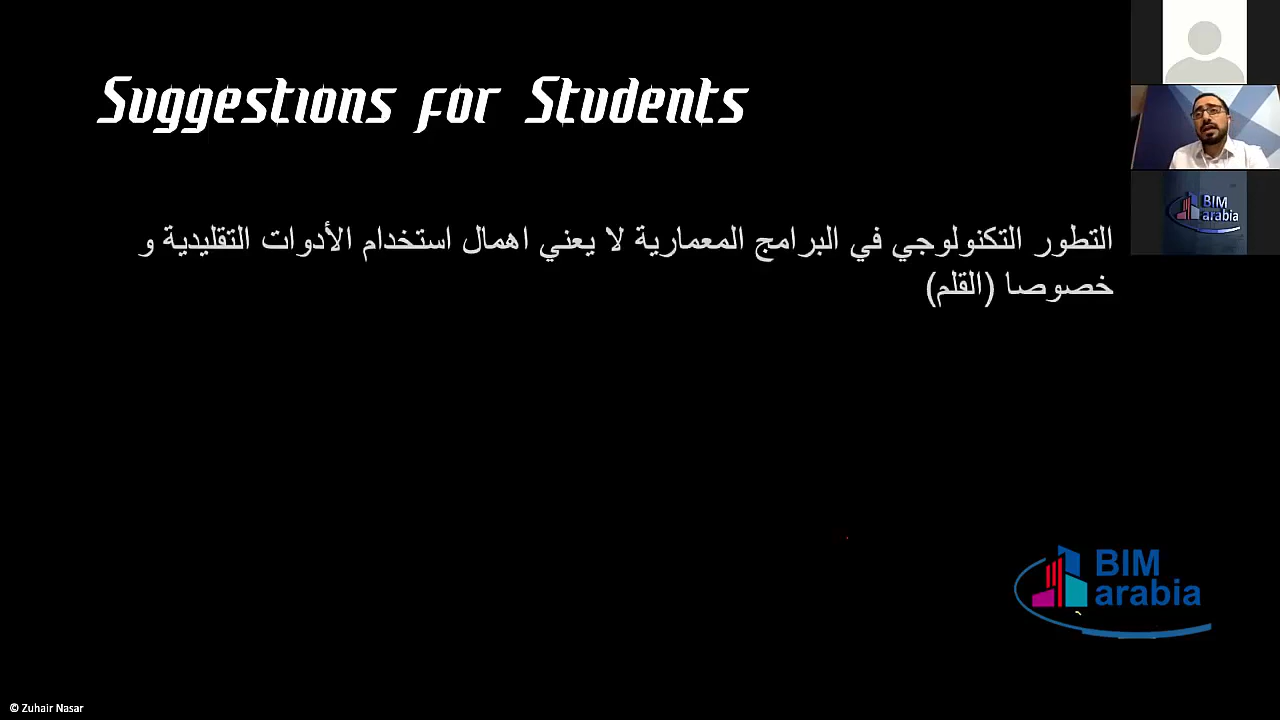 Suggestions for Students
التطور التكنولوجي في البرامج المعمارية لا يعني اهمال استخدام الأدوات التقليدية و
خصوصا (القلم)
BIM
arabia
BIM
arabia
© Zuhair Nasar